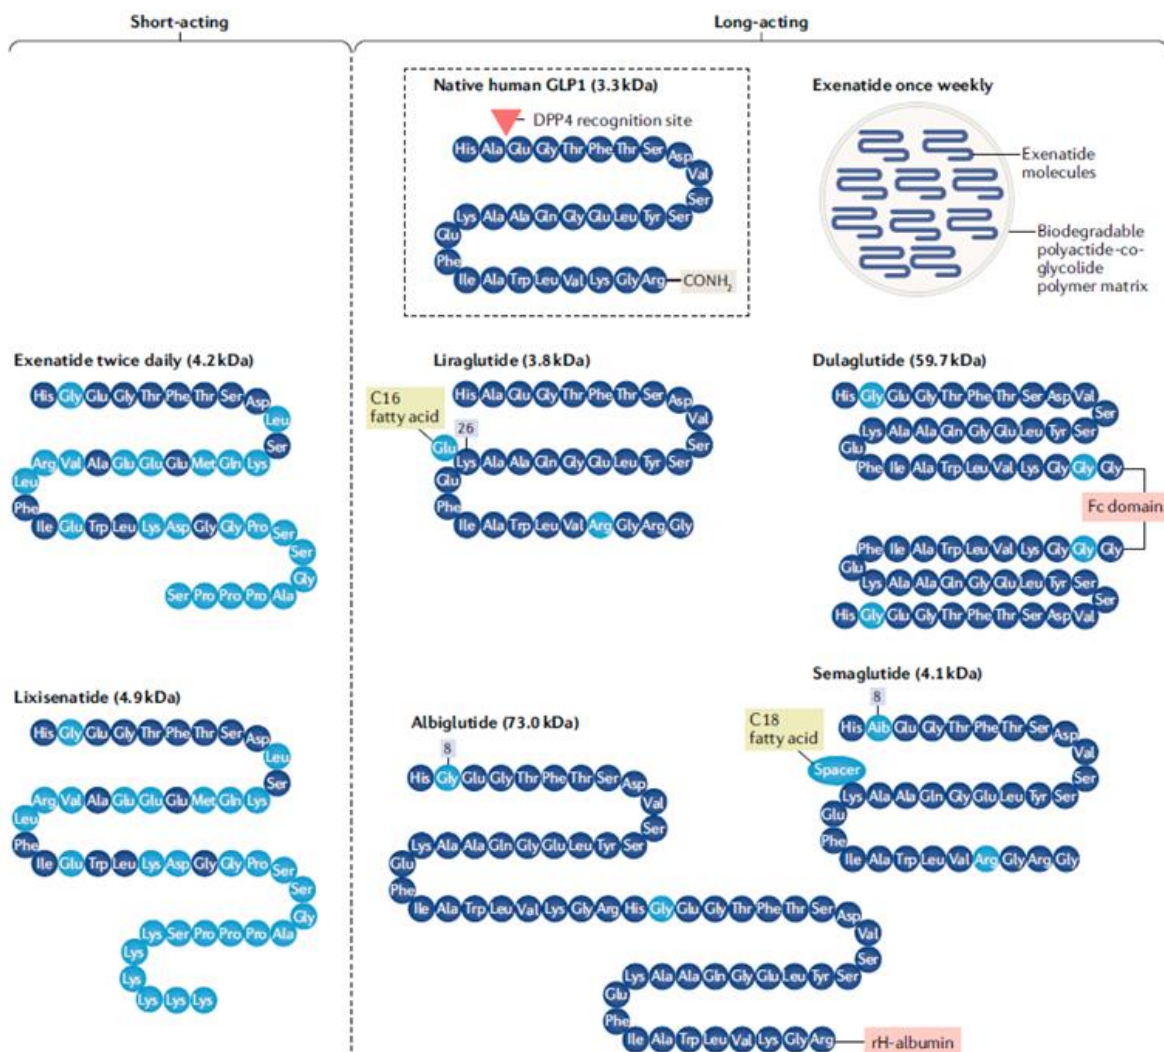 Short-acting
Long-acting
Native human GLP1 (3.3 kDa)
DPP4 recognition site
His Ala Glu Gly Thr Phe Thr Ser Asp
Val
Ser
Lys Ala Ala Gln Gly Glu Leu Tyr Ser
Glu
Phe
Ile Ala Trp Leu Val Lys Gly Arg CONH2
Exenatide once weekly
Exenatide
molecules
Biodegradable
polyactide-co-
glycolide
polymer matrix
Exenatide twice daily (4.2 kDa)
His Gly Glu Gly Thr Phe Thr Ser Asp
Leu
Ser
Arg Val Ala Glu Glu Glu Met Gln Lys
Leu
Phe
Ile Glu Trp Leu Lys Asp Gly Gly Pro Ser
Ser
Gly
Ser Pro Pro Pro Ala
Liraglutide (3.8 kDa)
C16
fatty acid
His Ala Glu Gly Thr Phe Thr Ser Asp
Val
Ser
26
Glu
Lys Ala Ala Gln Gly Glu Leu Tyr Ser
Glu
Phe
Ile Ala Trp Leu Val Arg Gly Arg Gly
Dulaglutide (59.7 kDa)
His Gly Glu Gly Thr Phe Thr Ser Asp Val
Ser
Lys Ala Ala Gln Gly Glu Leu Tyr Ser
Glu
Phe Ile Ala Trp Leu Val Lys Gly Gly Gly
Fc domain
Phe Ile Ala Trp Leu Val Lys Gly Gly Gly
Glu
Lys Ala Ala Gln Gly Glu Leu Tyr Ser
Ser
His Gly Glu Gly Thr Phe Thr Ser Asp Val
Lixisenatide (4.9 kDa)
His Gly Glu Gly Thr Phe Thr Ser Asp
Leu
Ser
Arg Val Ala Glu Glu Glu Met Gln Lys
Leu
Phe
Ile Glu Trp Leu Lys Asp Gly Gly Pro Ser
Ser
Gly
Lys Ser Pro Pro Pro Ala
Lys
Lys
Lys Lys Lys
Albiglutide (73.0 kDa)
8
His Gly Glu Gly Thr Phe Thr Ser Asp
Val
Ser
Lys Ala Ala Gln Gly Glu Leu Tyr Ser
Glu
Phe
Ile Ala Trp Leu Val Lys Gly Arg His Gly Glu Gly Thr Phe Thr Ser Asp
Val
Ser
Lys Ala Ala Gln Gly Glu Leu Tyr Ser
Glu
Phe
Ile Ala Trp Leu Val Lys Gly Arg rH-albumin
Semaglutide (4.1 kDa)
8
C18
fatty acid
His Aib Glu Gly Thr Phe Thr Ser Asp
Val
Ser
Spacer
Lys Ala Ala Gln Gly Glu Leu Tyr Ser
Glu
Phe
Ile Ala Trp Leu Val Arg Gly Arg Gly